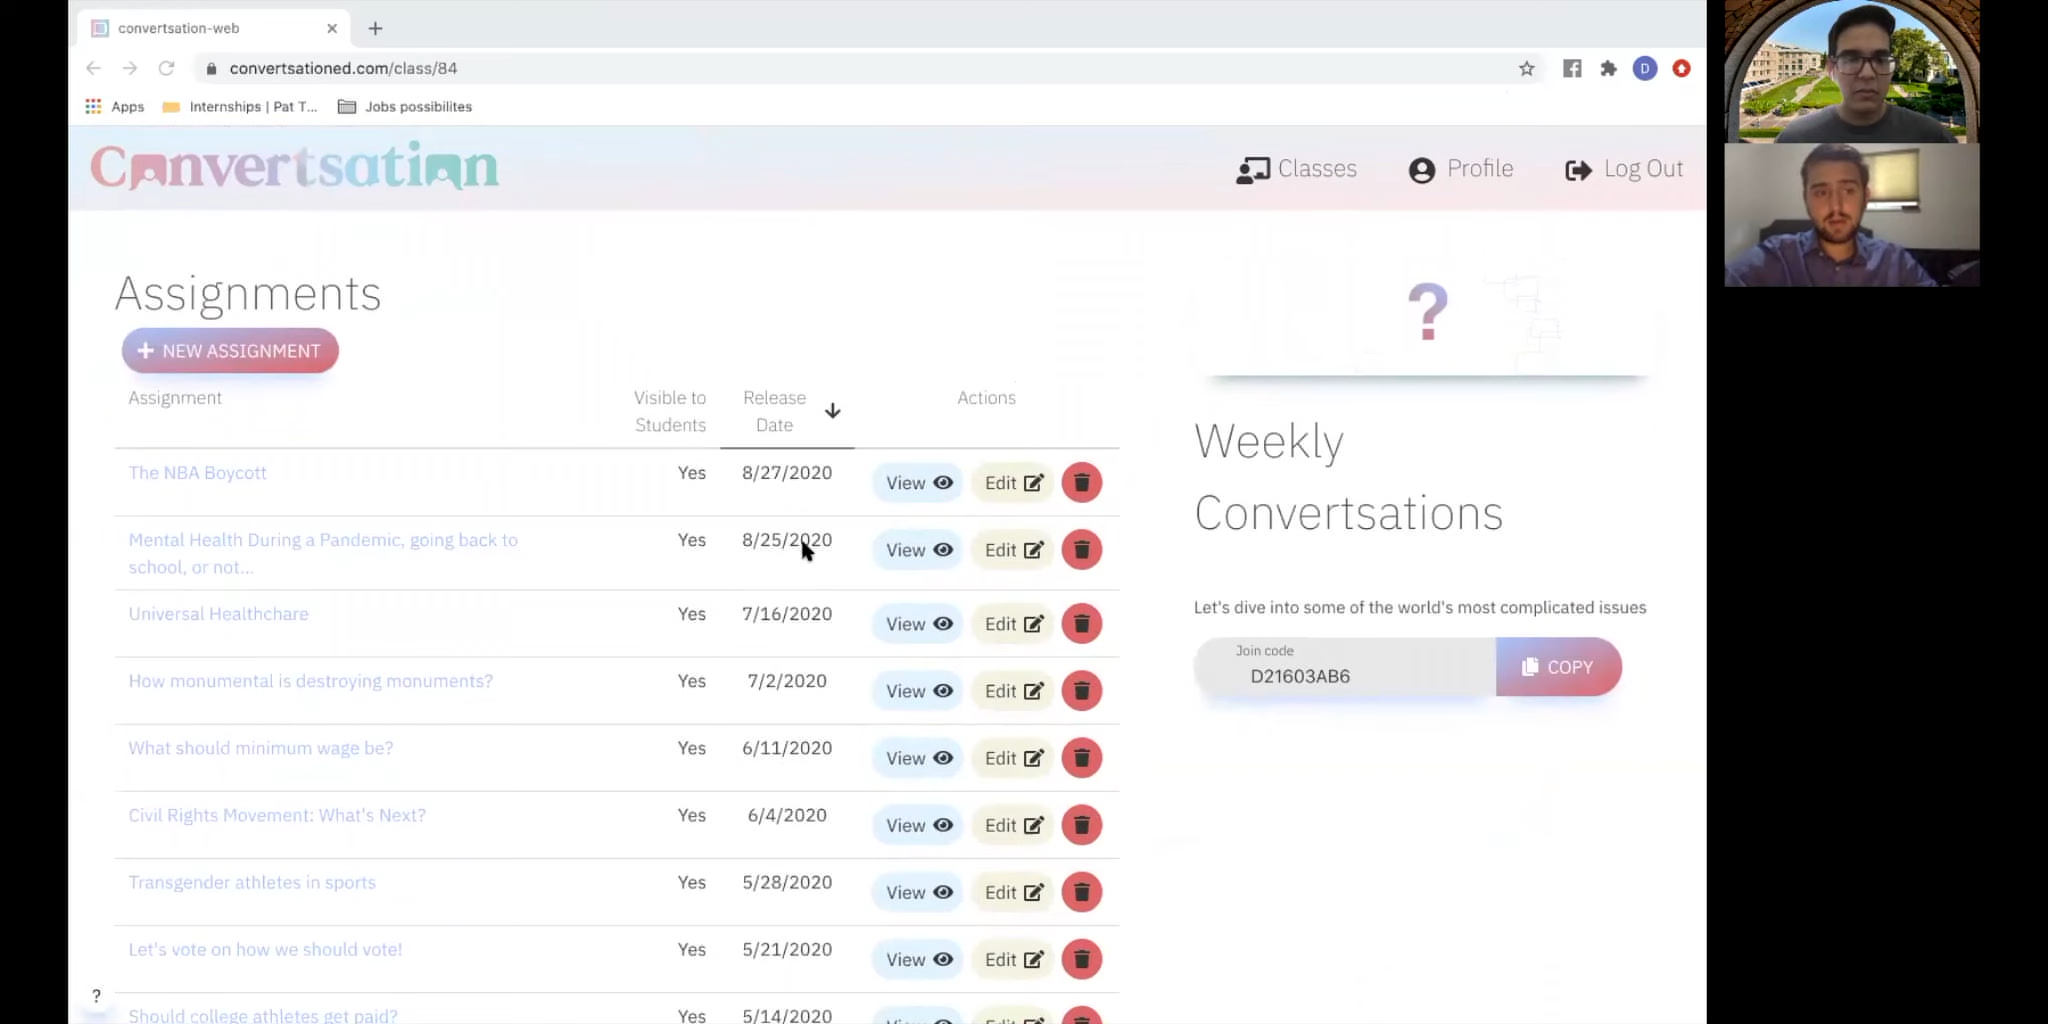 convertsation-web
convertsationed.com/class/84
D
Apps Internships | Pat T... Jobs possibilites
Convertsation
Classes Profile Log Out
Assignments
?
+ NEW ASSIGNMENT
Assignment Visible to Students Release Date Actions
The NBA Boycott Yes 8/27/2020 View Edit
Mental Health During a Pandemic, going back to school, or not... Yes 8/25/2020 View Edit
Universal Healthchare Yes 7/16/2020 View Edit
How monumental is destroying monuments? Yes 7/2/2020 View Edit
What should minimum wage be? Yes 6/11/2020 View Edit
Civil Rights Movement: What's Next? Yes 6/4/2020 View Edit
Transgender athletes in sports Yes 5/28/2020 View Edit
Let's vote on how we should vote! Yes 5/21/2020 View Edit
Should college athletes get paid? Yes 5/14/2020 View Edit
?
Weekly
Convertsations
Let's dive into some of the world's most complicated issues
Join code
D21603AB6
COPY